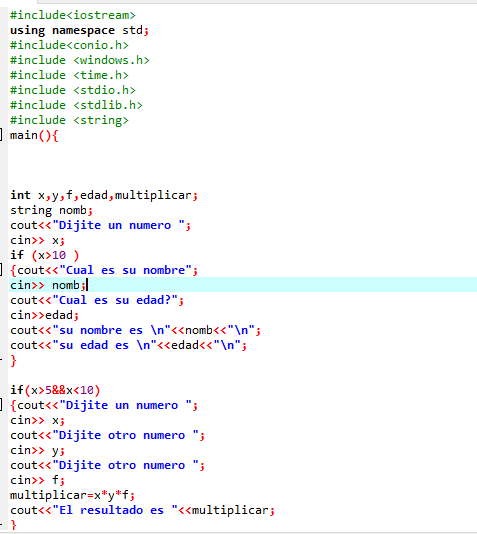 #include<iostream>
using namespace std;
#include<conio.h>
#include <windows.h>
#include <time.h>
#include <stdio.h>
#include <stdlib.h>
#include <string>
main(){
int x,y,f,edad,multiplicar;
string nomb;
cout<<"Dijite un numero ";
cin>> x;
if (x>10 )
{cout<<"Cual es su nombre";
cin>> nomb;
cout<<"Cual es su edad?";
cin>>edad;
cout<<"su nombre es \n"<<nomb<<"\n";
cout<<"su edad es \n"<<edad<<"\n";
}
if(x>5&&x<10)
{cout<<"Dijite un numero ";
cin>> x;
cout<<"Dijite otro numero ";
cin>> y;
cout<<"Dijite otro numero ";
cin>> f;
multiplicar=x*y*f;
cout<<"El resultado es "<<multiplicar;
}